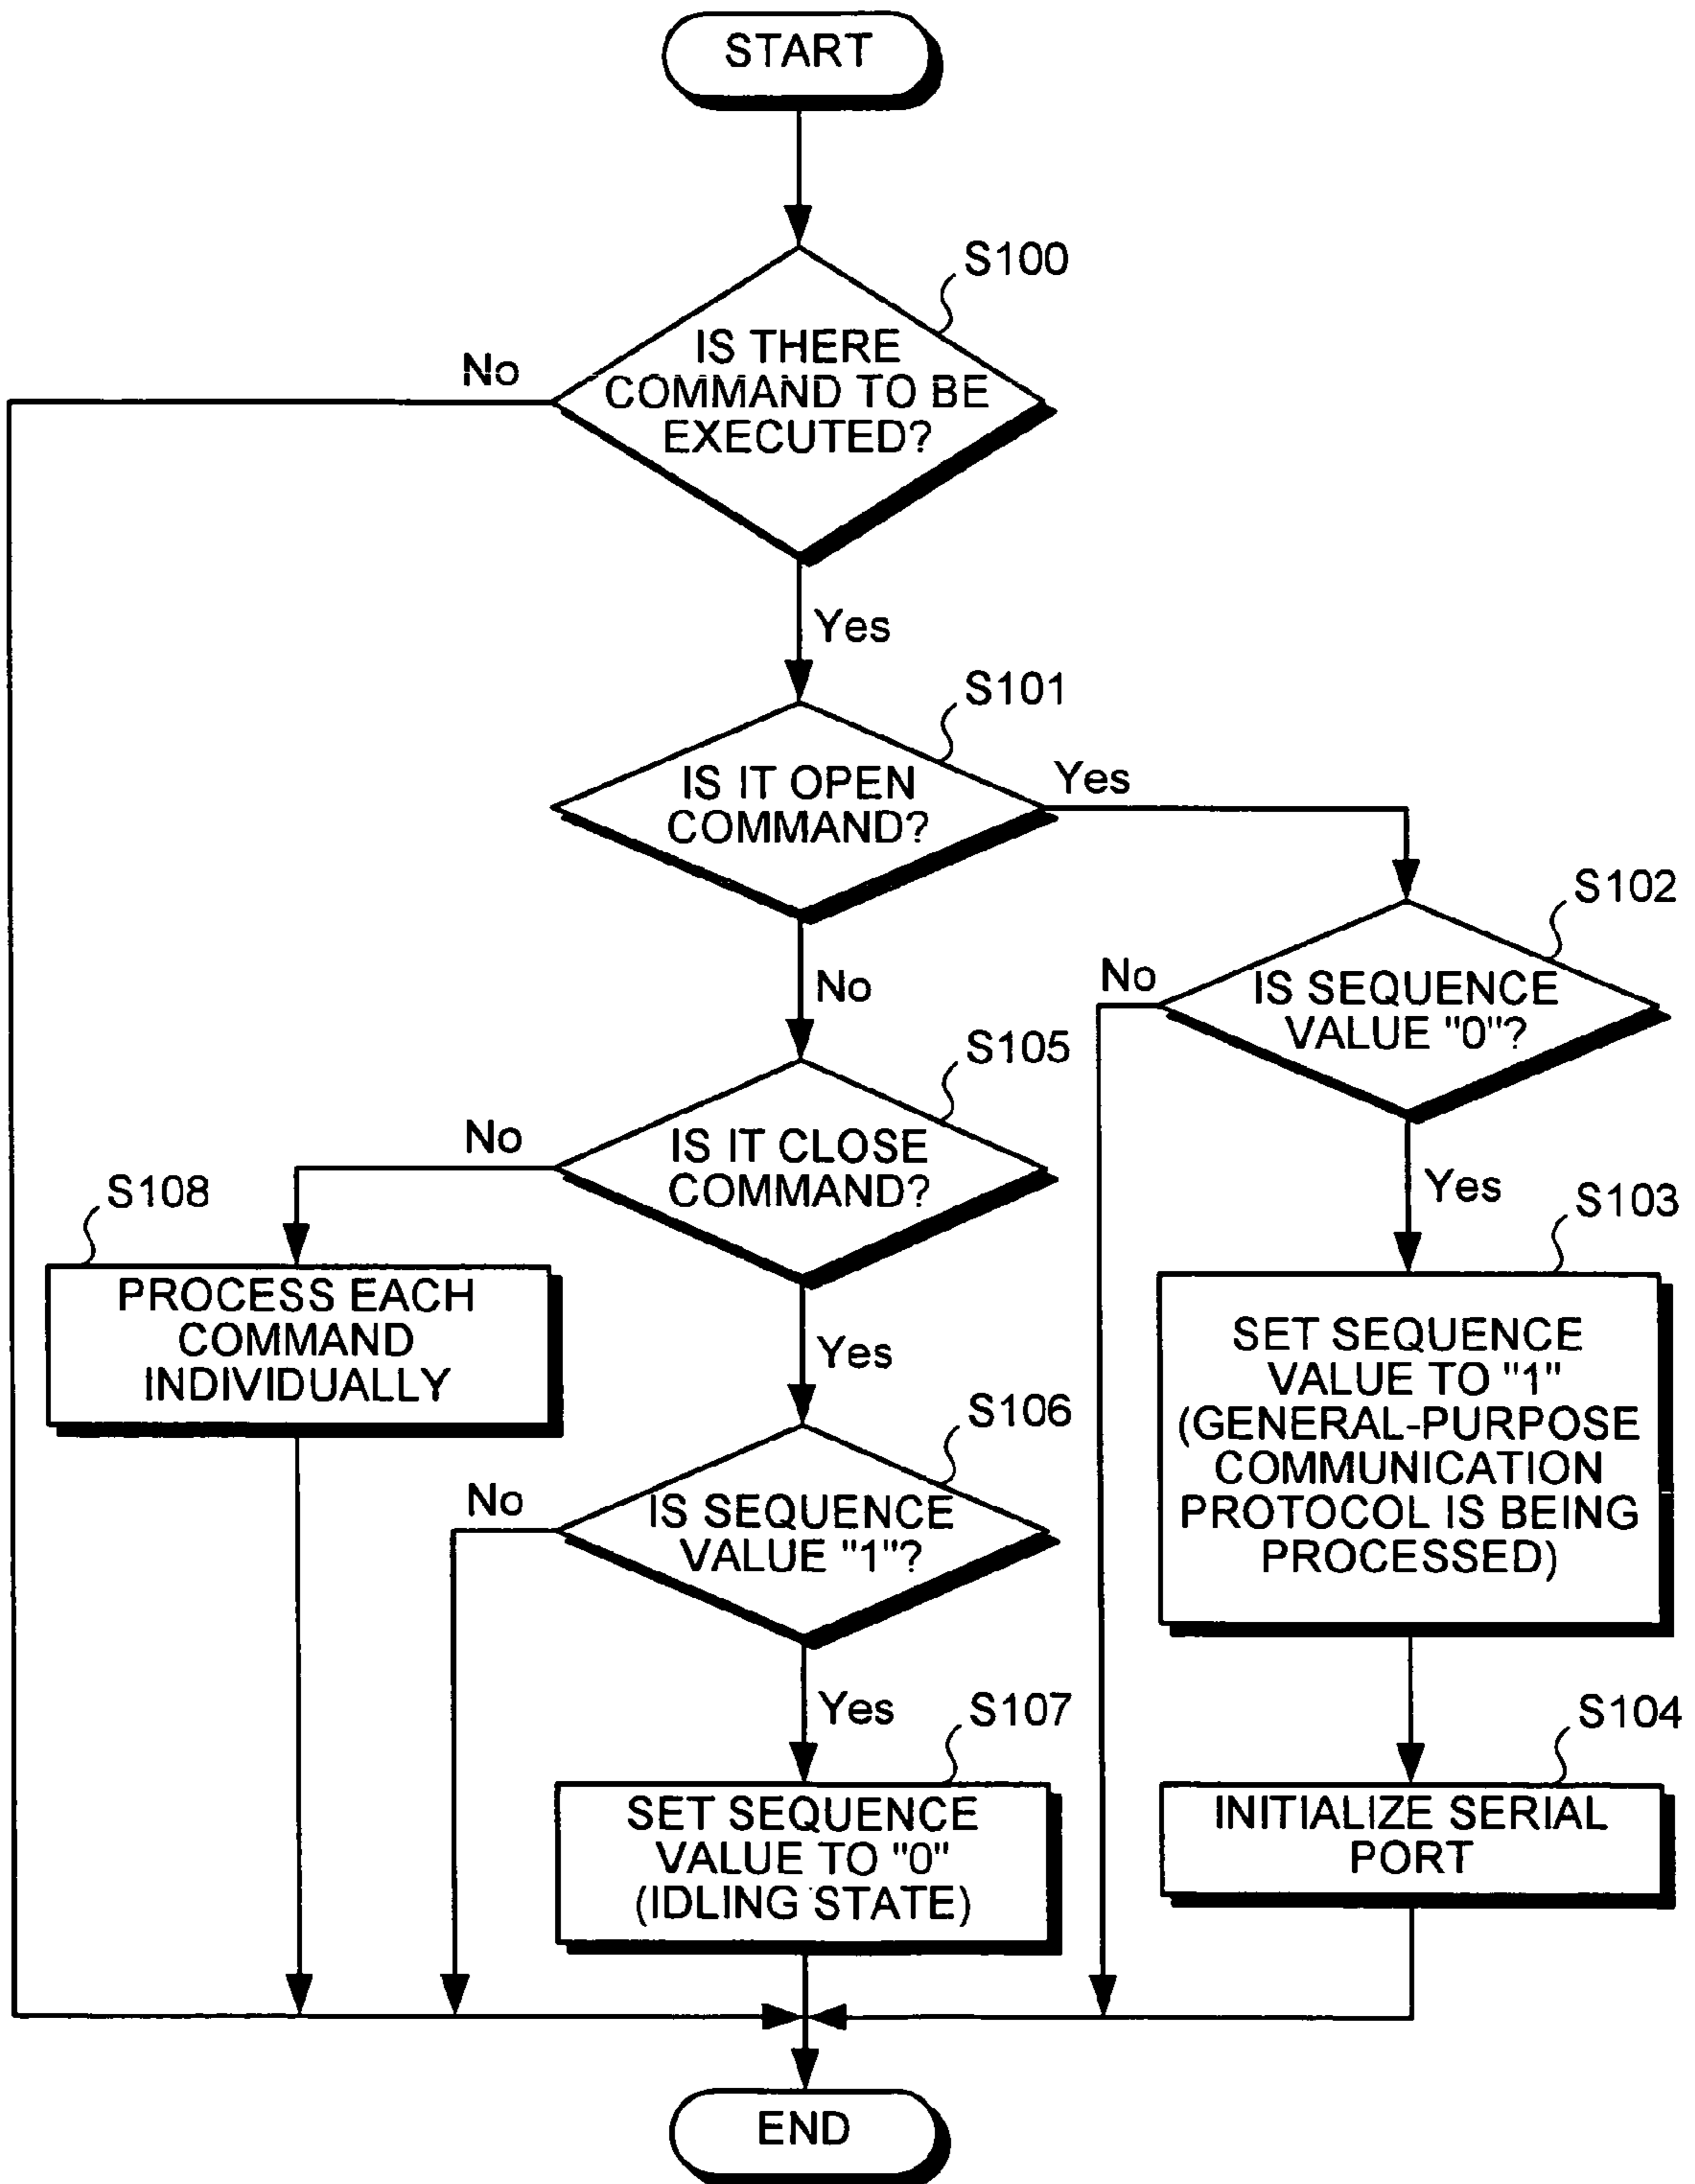 START
S100
IS THERE
COMMAND TO BE
EXECUTED?
No
Yes
S101
IS IT OPEN
COMMAND?
Yes
No
S102
IS SEQUENCE
VALUE "0"?
No
Yes
S105
IS IT CLOSE
COMMAND?
No
Yes
S108
PROCESS EACH
COMMAND
INDIVIDUALLY
S103
SET SEQUENCE
VALUE TO "1"
(GENERAL-PURPOSE
COMMUNICATION
PROTOCOL IS BEING
PROCESSED)
S106
IS SEQUENCE
VALUE "1"?
No
Yes
S107
SET SEQUENCE
VALUE TO "0"
(IDLING STATE)
S104
INITIALIZE SERIAL
PORT
END